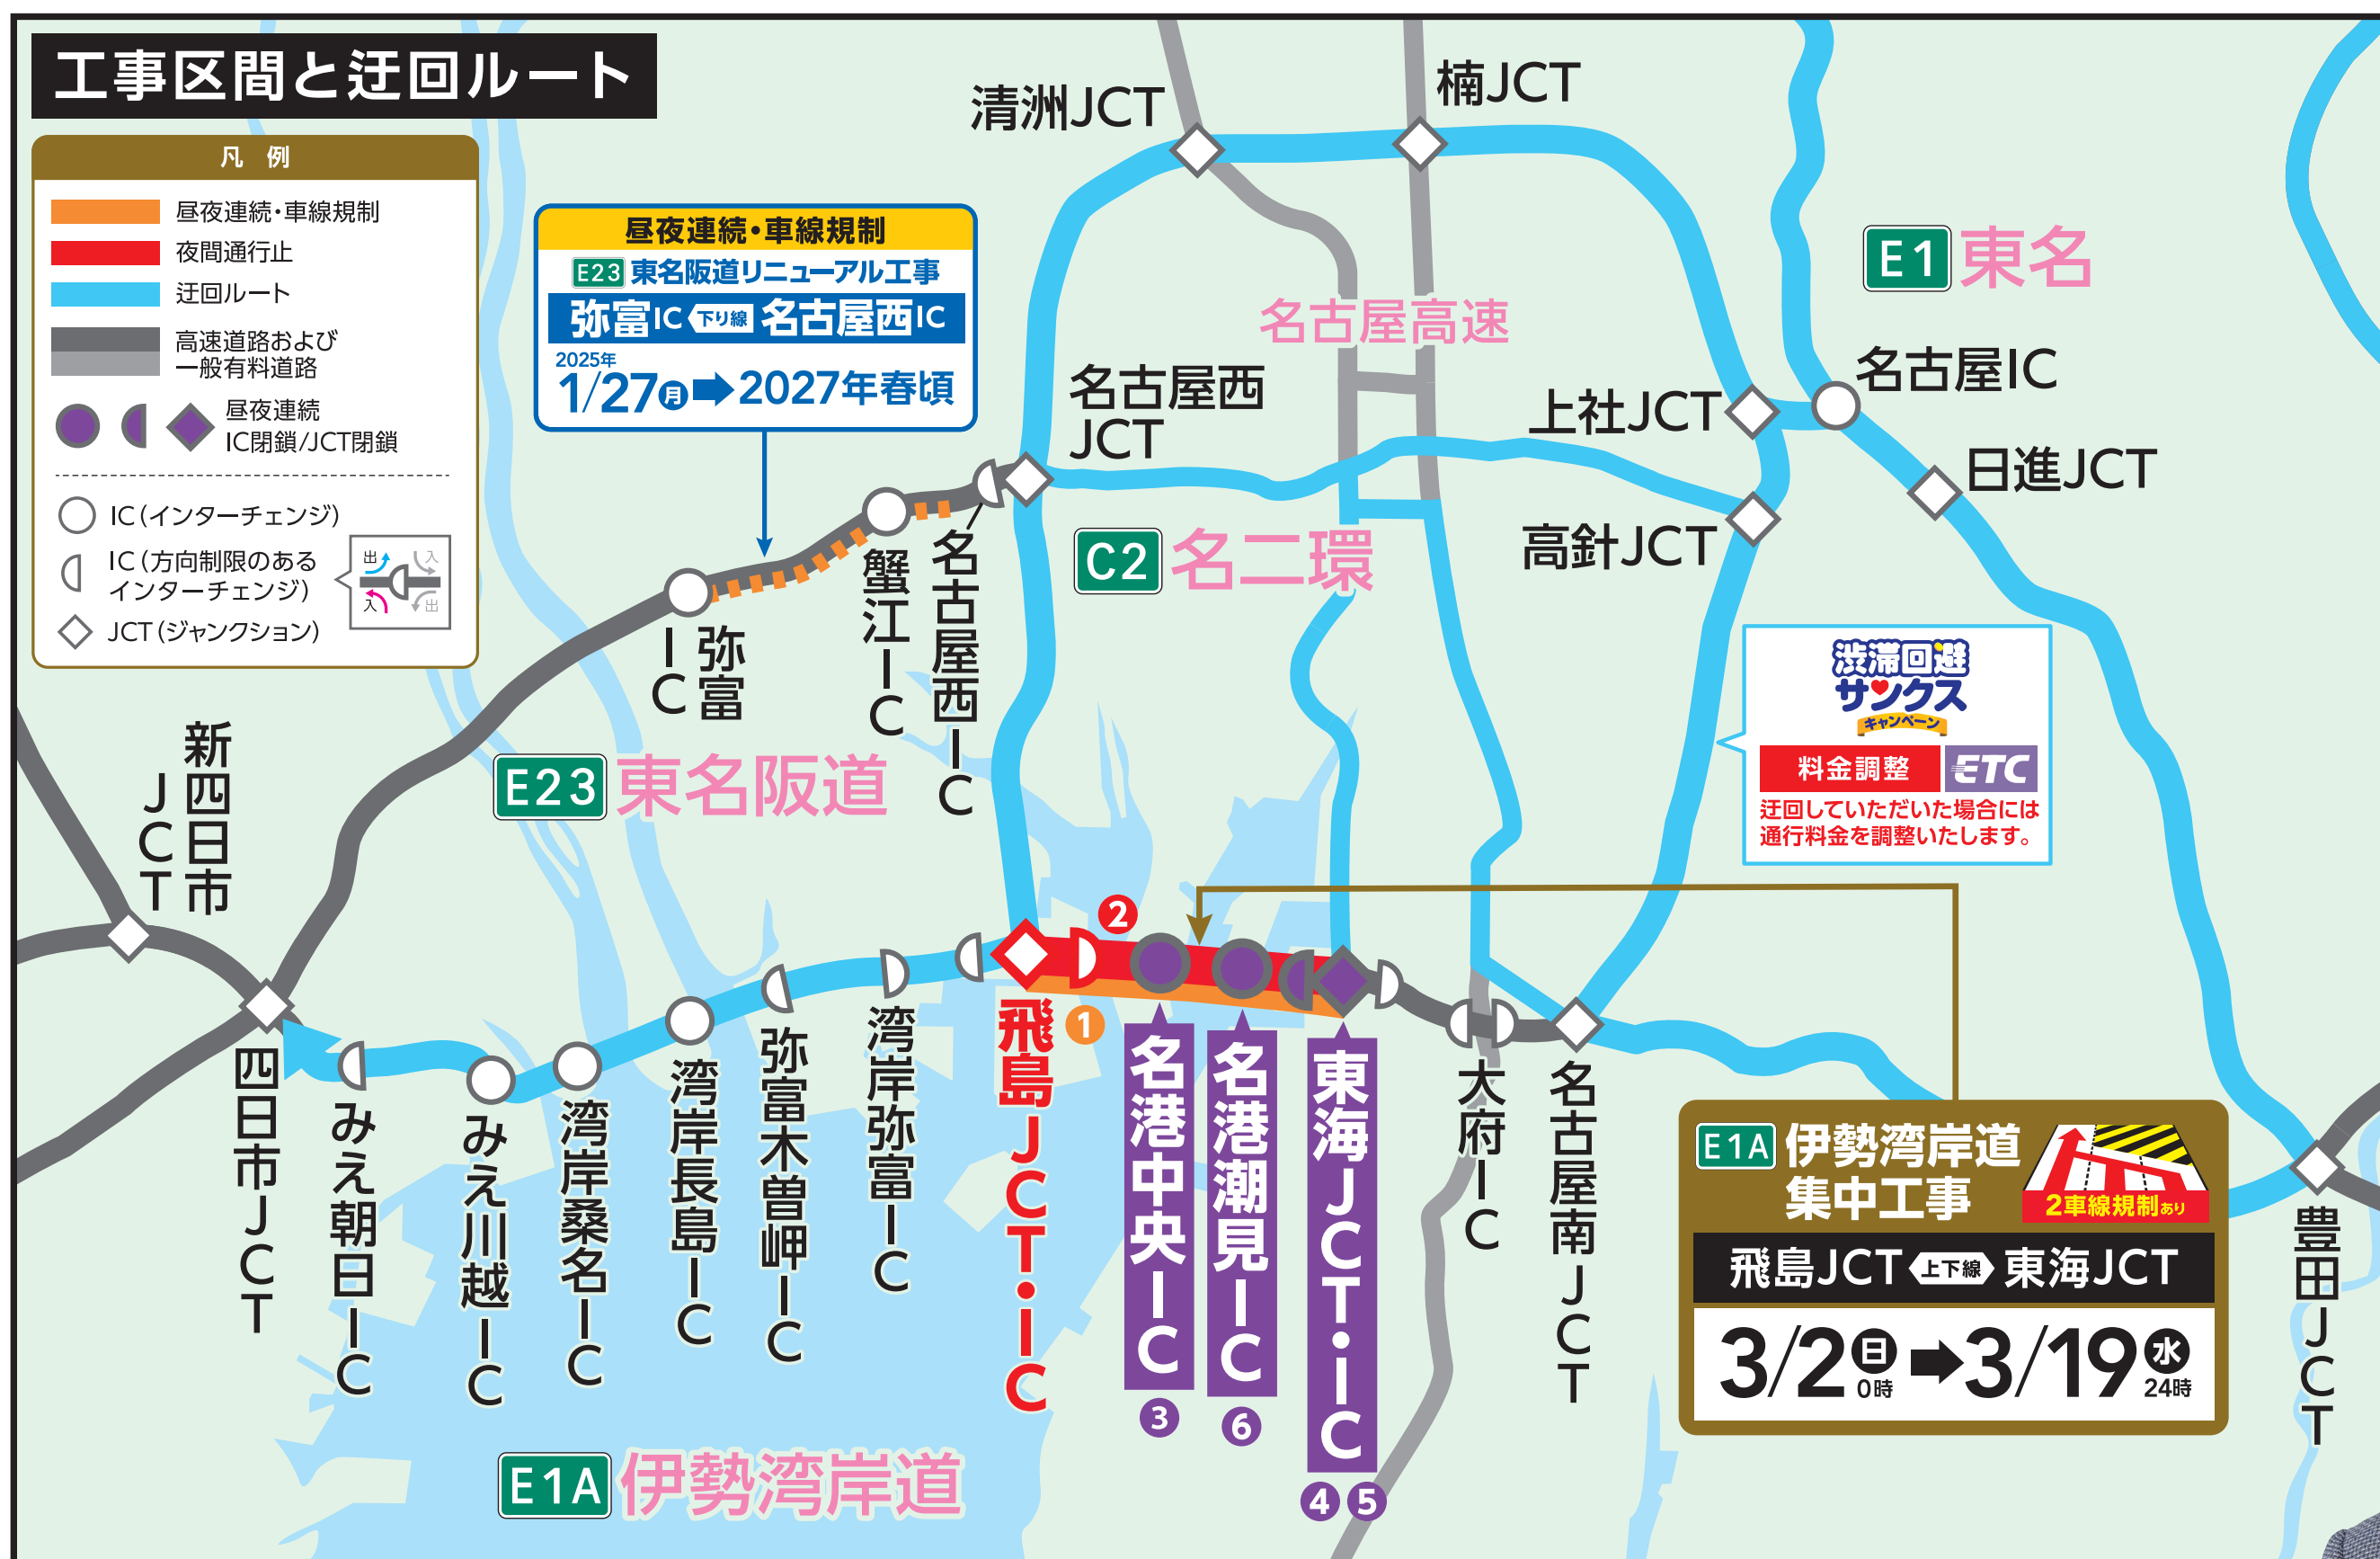 工事区間と迂回ルート
凡 例
昼夜連続・車線規制
夜間通行止
迂回ルート
高速道路および
一般有料道路
昼夜連続
IC閉鎖/JCT閉鎖
IC(インターチェンジ)
IC(方向制限のある
インターチェンジ)
出
入
入
出
JCT(ジャンクション)
昼夜連続・車線規制
E23 東名阪道リニューアル工事
弥富IC 下り線 名古屋西IC
2025年
1/27月➡2027年春頃
清洲JCT
楠JCT
E1 東名
名古屋高速
名古屋西
JCT
上社JCT
名古屋IC
日進JCT
高針JCT
C2 名二環
弥富IC
蟹江IC
名古屋西IC
E23 東名阪道
新四日市JCT
渋滞回避
サンクス
キャンペーン
料金調整
ETC
迂回していただいた場合には
通行料金を調整いたします。
四日市JCT
みえ朝日IC
みえ川越IC
湾岸桑名IC
湾岸長島IC
弥富木曽岬IC
湾岸弥富IC
飛島JCT・IC
①
②
名港中央IC
③
名港潮見IC
⑥
東海JCT・IC
④⑤
大府IC
名古屋南JCT
豊田JCT
E1A 伊勢湾岸道
E1A 伊勢湾岸道
集中工事
2車線規制あり
飛島JCT 上下線 東海JCT
3/2日0時➡3/19水24時